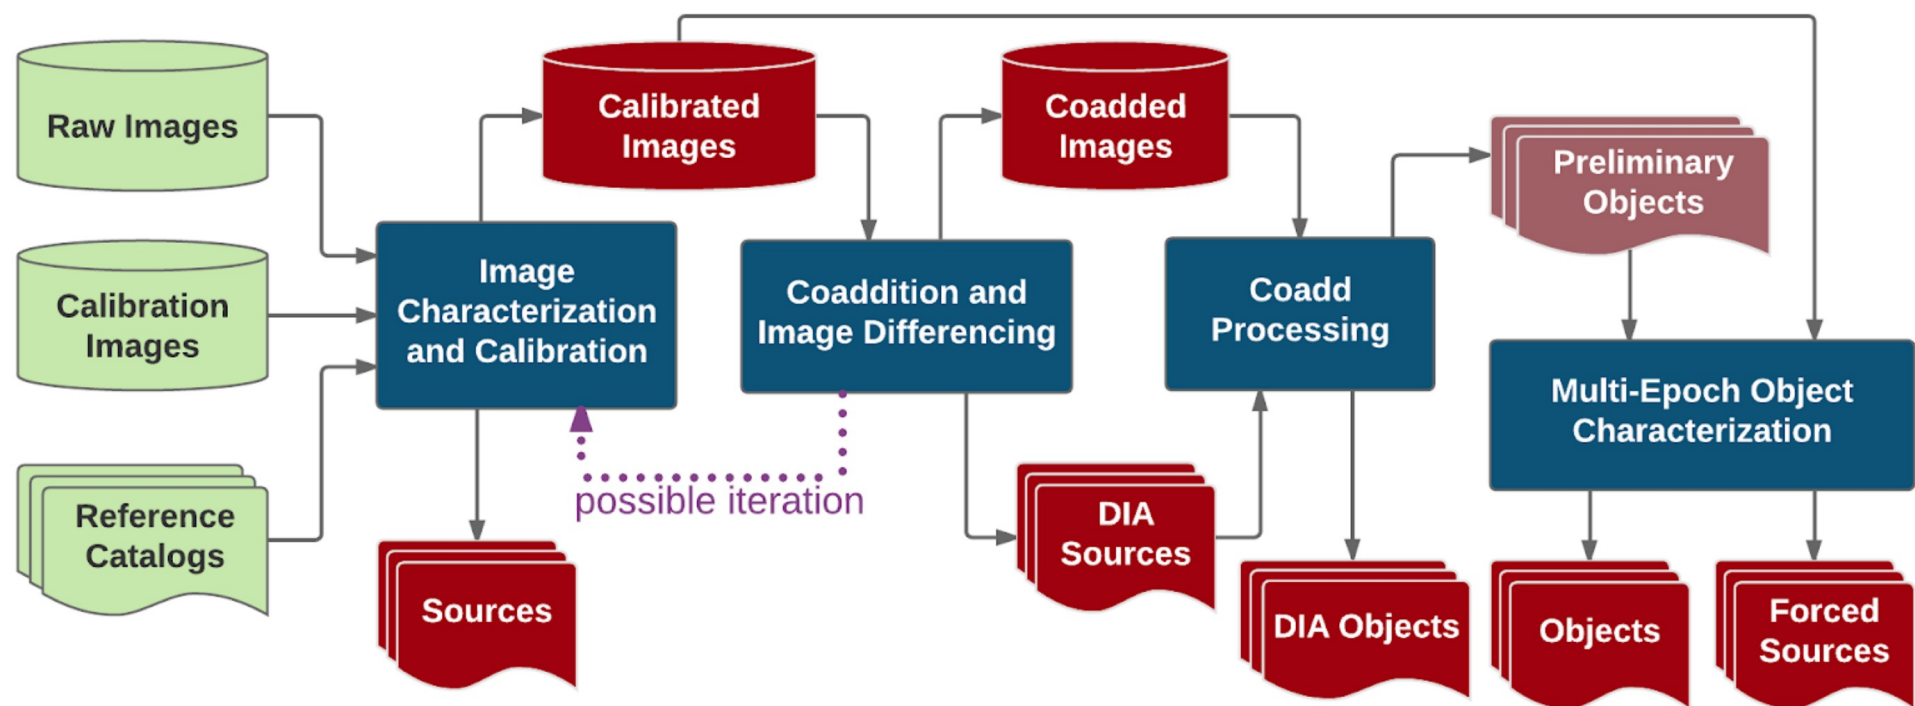 Raw Images
Calibration
Images
Reference
Catalogs
Image
Characterization
and Calibration
Sources
Calibrated
Images
possible iteration
Coaddition and
Image Differencing
Coadded
Images
DIA
Sources
Coadd
Processing
DIA Objects
Preliminary
Objects
Multi-Epoch Object
Characterization
Objects
Forced
Sources